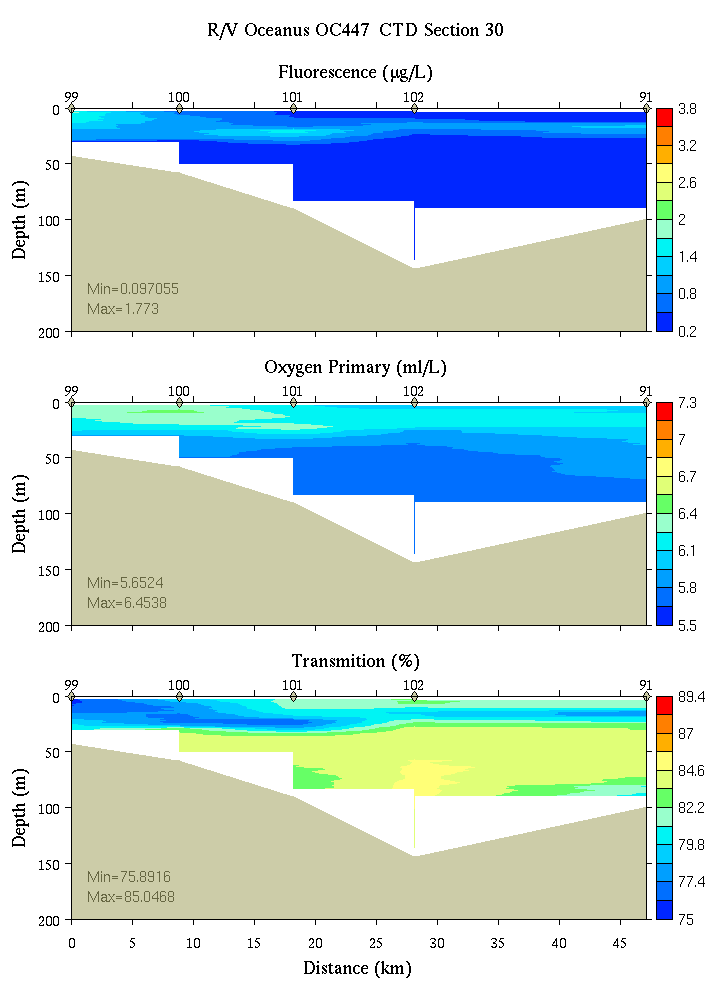 R/V Oceanus OC447 CTD Section 30
Fluorescence (µg/L)
99 100 101 102 91
0
50
100
150
200
Depth (m)
Min=0.097055
Max=1.773
3.8
3.2
2.6
2
1.4
0.8
0.2
Oxygen Primary (ml/L)
99 100 101 102 91
0
50
100
150
200
Depth (m)
Min=5.6524
Max=6.4538
7.3
7
6.7
6.4
6.1
5.8
5.5
Transmition (%)
99 100 101 102 91
0
50
100
150
200
Depth (m)
Min=75.8916
Max=85.0468
89.4
87
84.6
82.2
79.8
77.4
75
0 5 10 15 20 25 30 35 40 45
Distance (km)